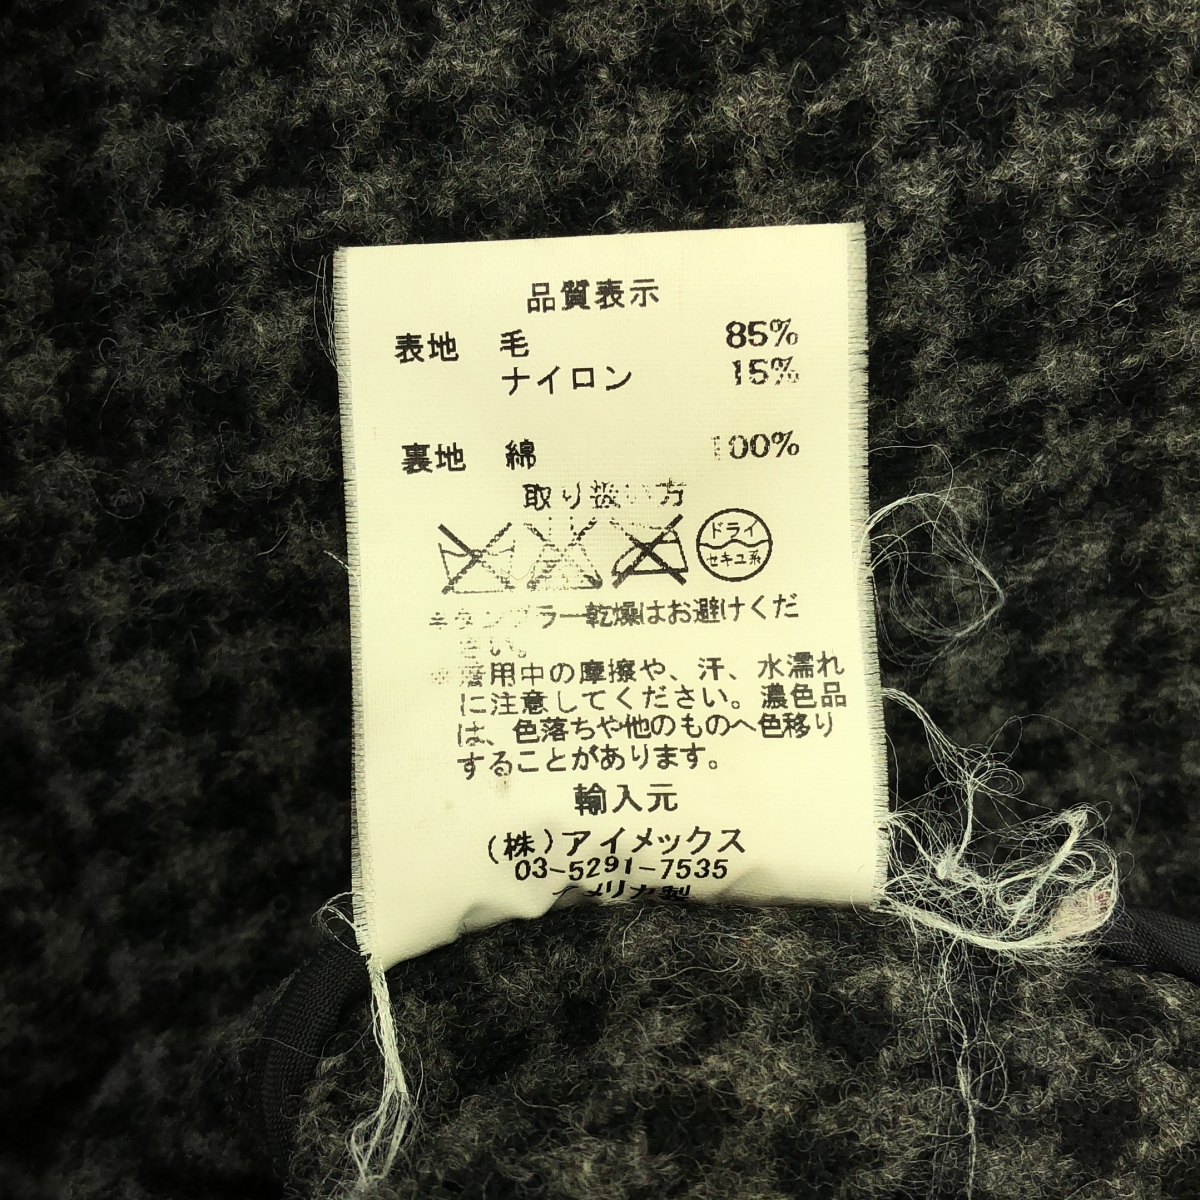 品質表示
表地 毛 85%
ナイロン 15%
裏地 綿 100%
取り扱い方
ドライ
セキユ系
タンブラー乾燥はお避けくだ
さい。
着用中の摩擦や、汗、水濡れ
に注意してください。濃色品
は、色落ちや他のものへ色移り
することがあります。
輸入元
(株)アイメックス
03-5291-7535
アメリカ製